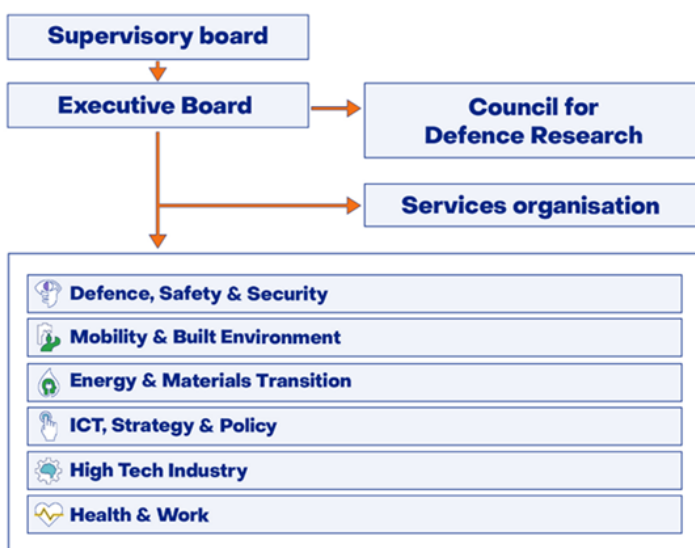 Supervisory board
Executive Board
Council for
Defence Research
Services organisation
Defence, Safety & Security
Mobility & Built Environment
Energy & Materials Transition
ICT, Strategy & Policy
High Tech Industry
Health & Work